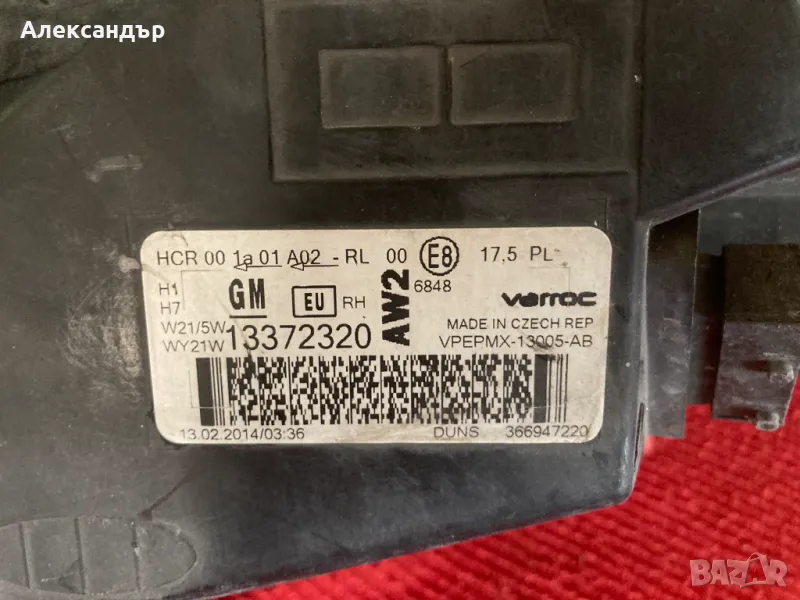 Александър
HCR 00 1a 01 A02 - RL 00 E8 17,5 PL
6848
H1
H7
GM EU RH
AW2
varroc
W21/5W
WY21W
13372320
MADE IN CZECH REP
VPEPMX-13005-AB
13.02.2014/03:36 DUNS 366947220
BAZAR